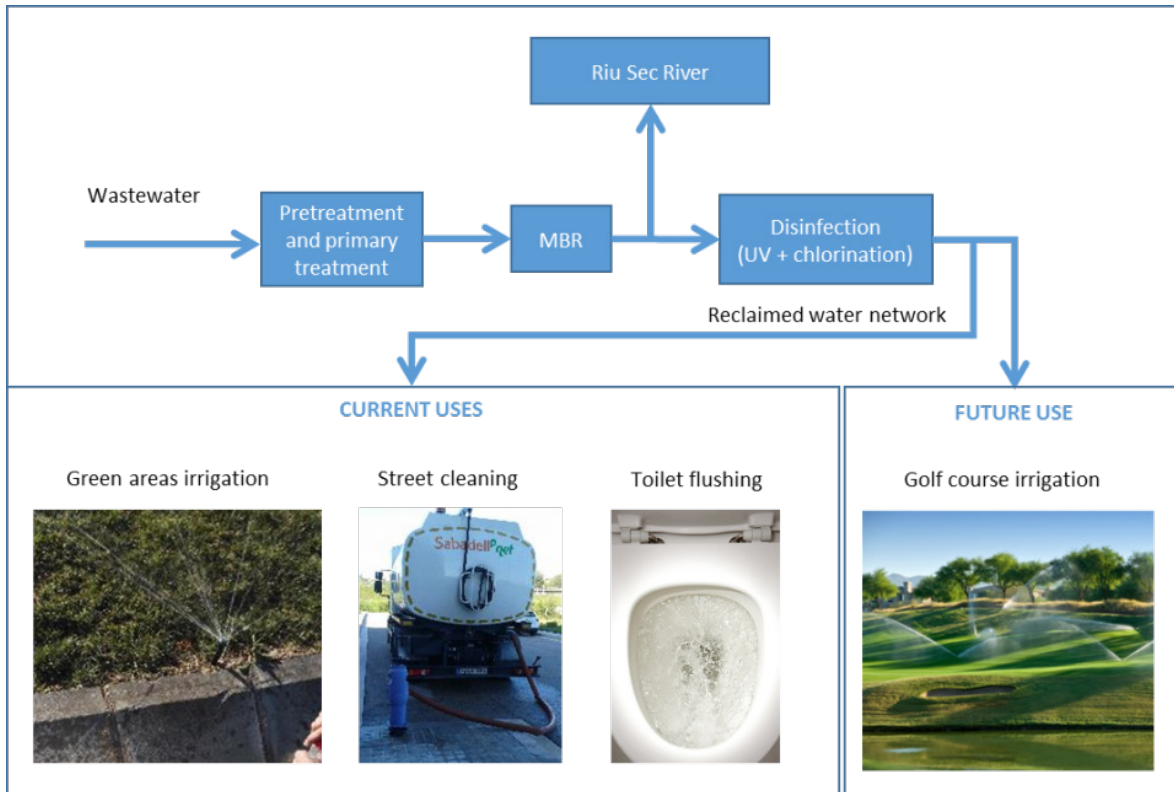 Riu Sec River
Wastewater
Pretreatment
and primary
treatment
MBR
Disinfection
(UV + chlorination)
Reclaimed water network
CURRENT USES
FUTURE USE
Green areas irrigation
Street cleaning
Toilet flushing
Golf course irrigation
Sabadell